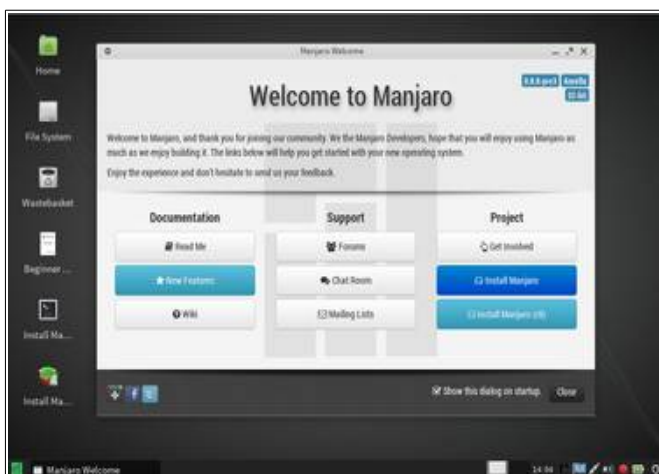 Home
File System
Wastebasket
Beginner ...
Install Ma...
Install Ma...
Manjaro Welcome
Welcome to Manjaro
Welcome to Manjaro, and thank you for joining our community. We the Manjaro Developers, hope that you will enjoy using Manjaro as
much as we enjoy building it. The links below will help you get started with your new operating system.
Enjoy the experience and don't hesitate to send us your feedback.
Documentation
Support
Project
Read Me
Forums
Get Involved
New Features
Chat Room
Install Manjaro
Wiki
Mailing Lists
Install Manjaro (cli)
Show this dialog on startup.
Close
Manjaro Welcome